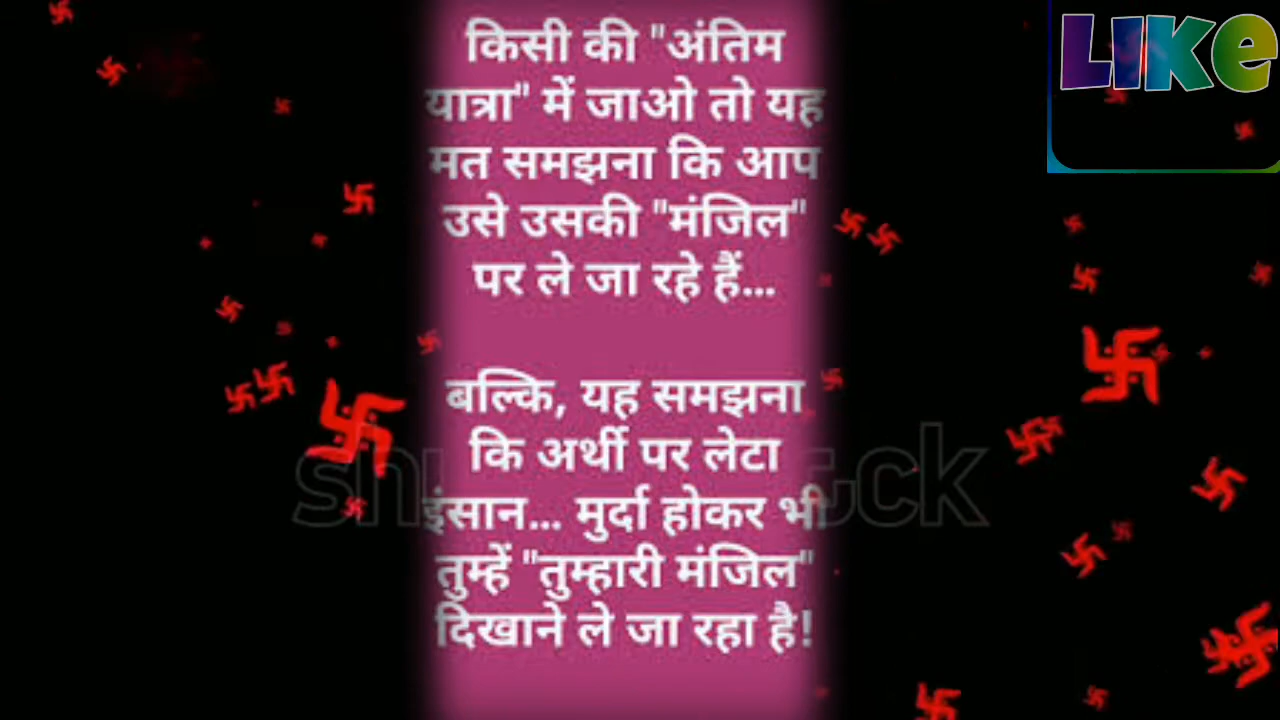 किसी की "अंतिम
यात्रा" में जाओ तो यह
मत समझना कि आप
उसे उसकी "मंजिल"
पर ले जा रहे हैं...
बल्कि, यह समझना
कि अर्थी पर लेटा
इंसान... मुर्दा होकर भी
तुम्हें "तुम्हारी मंजिल"
दिखाने ले जा रहा है!
LIKe